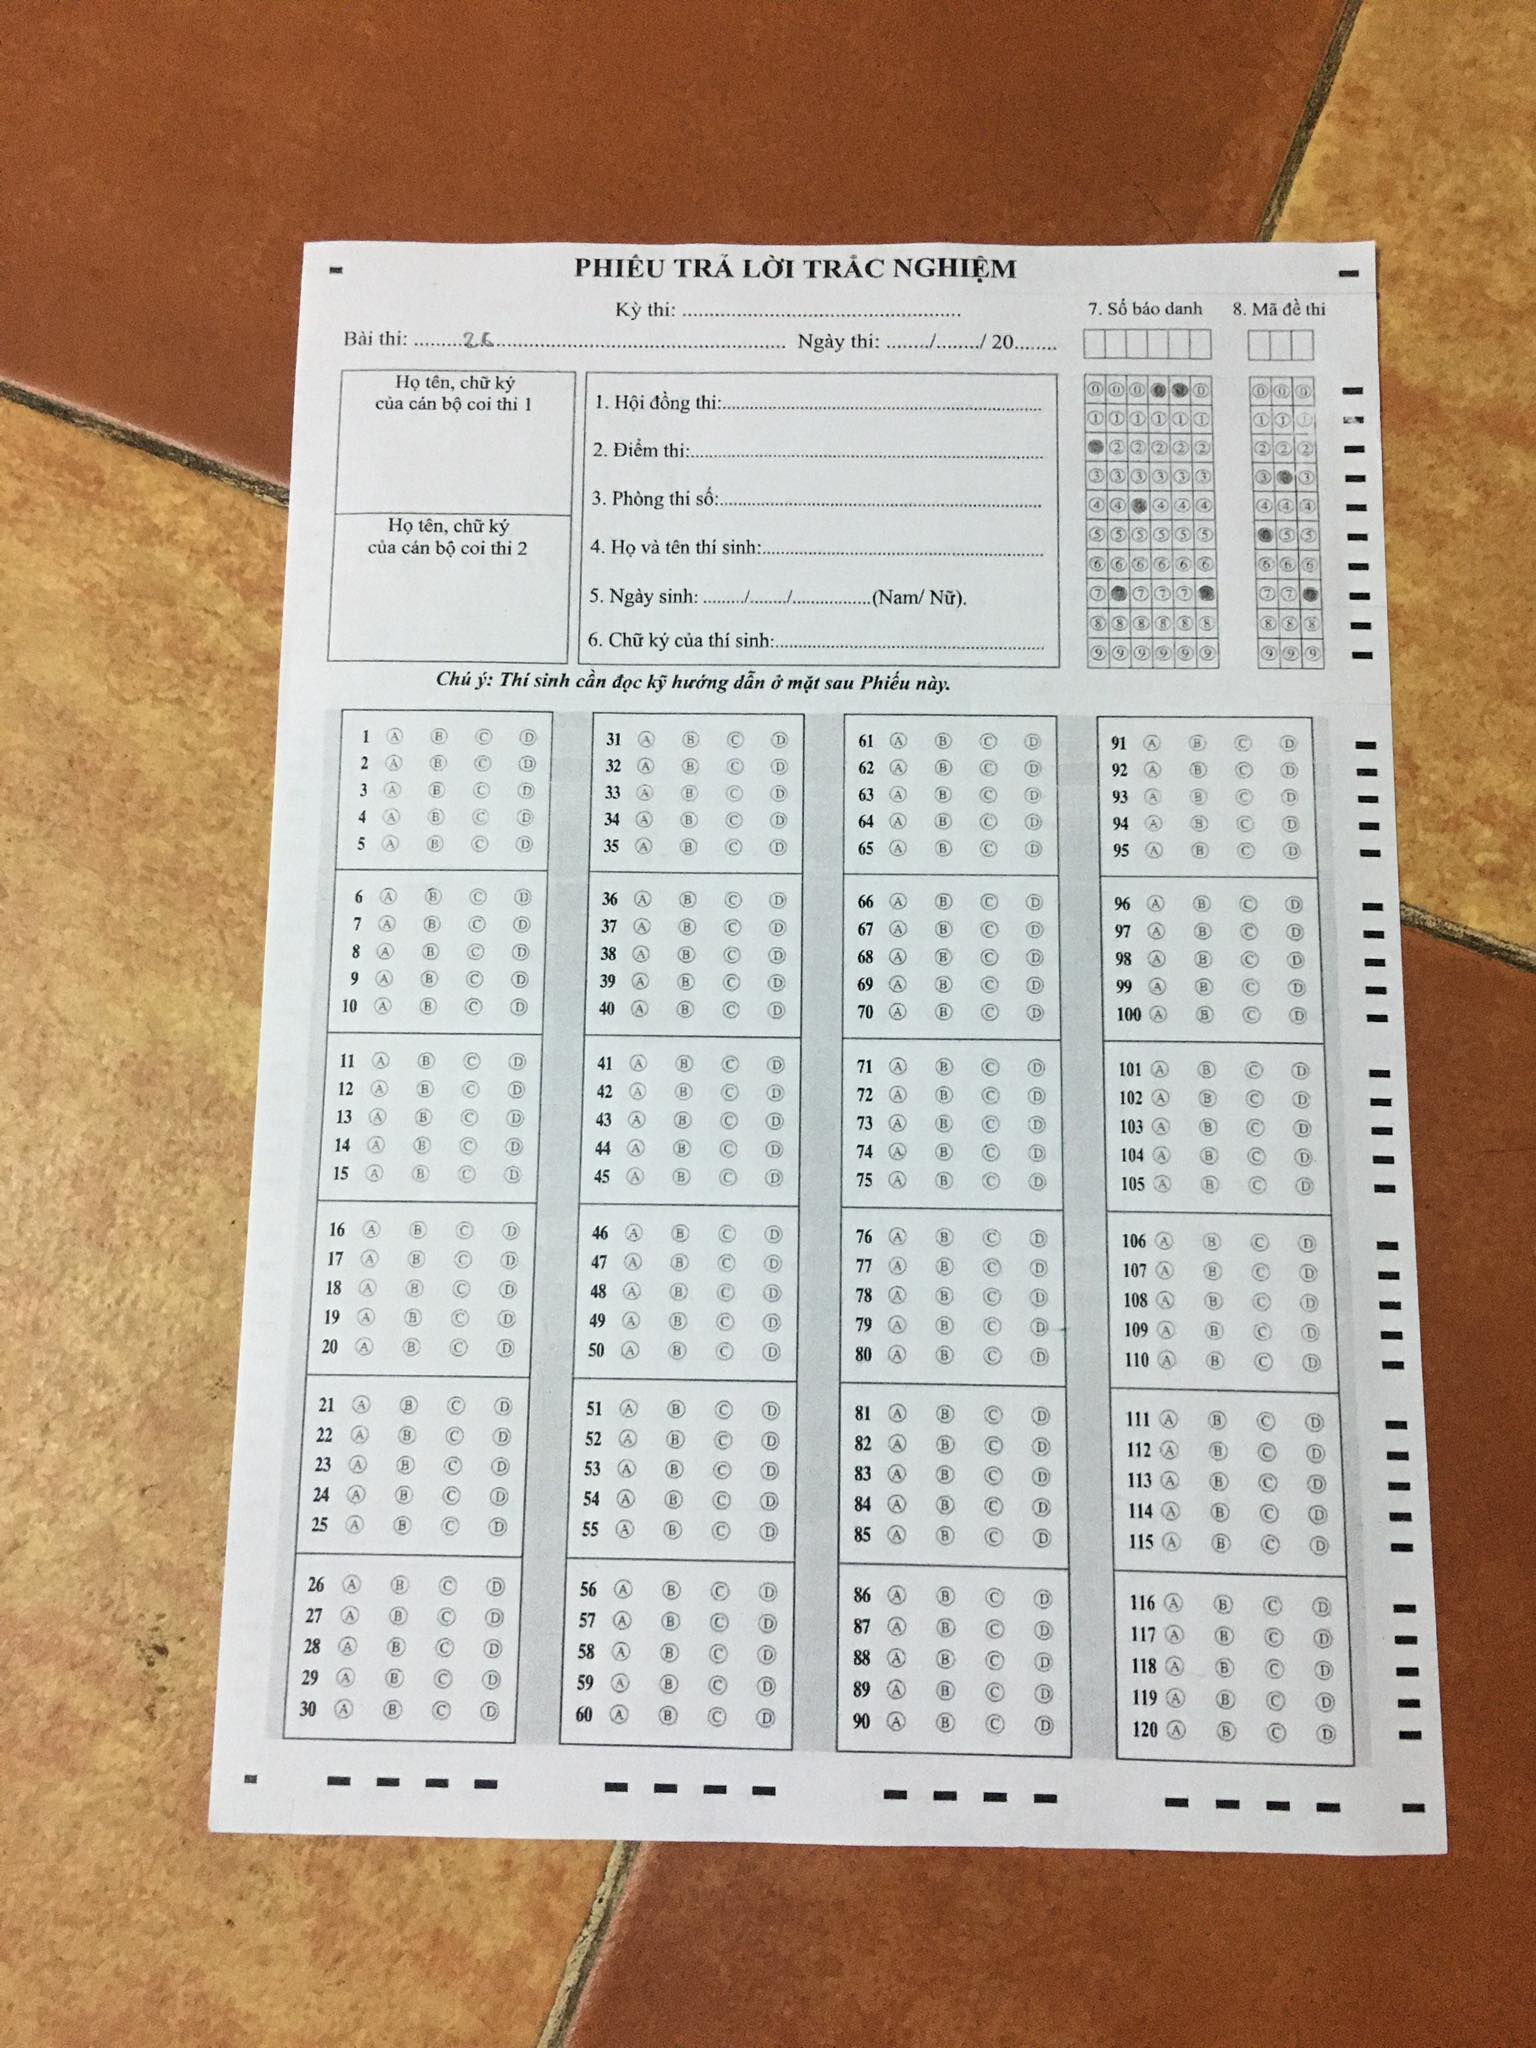 PHIẾU TRẢ LỜI TRẮC NGHIỆM
Kỳ thi: ................................................
7. Số báo danh 8. Mã đề thi
Bài thi: .........26......................................................... Ngày thi: ......../......../ 20........
Họ tên, chữ ký
của cán bộ coi thi 1
Họ tên, chữ ký
của cán bộ coi thi 2
1. Hội đồng thi:......................................................
2. Điểm thi:............................................................
3. Phòng thi số:......................................................
4. Họ và tên thí sinh:..............................................
5. Ngày sinh: ......../......../...............(Nam/ Nữ).
6. Chữ ký của thí sinh:............................................
0 0 0 0 0 0 0
1 1 1 1 1 1 1 1 1
2 2 2 2 2 2 2 2
3 3 3 3 3 3 3 3
4 4 4 4 4 4 4 4
5 5 5 5 5 5 5 5
6 6 6 6 6 6 6 6 6
7 7 7 7 7 7
8 8 8 8 8 8 8 8 8
9 9 9 9 9 9 9 9 9
Chú ý: Thí sinh cần đọc kỹ hướng dẫn ở mặt sau Phiếu này.
1 A B C D
2 A B C D
3 A B C D
4 A B C D
5 A B C D
6 A B C D
7 A B C D
8 A B C D
9 A B C D
10 A B C D
11 A B C D
12 A B C D
13 A B C D
14 A B C D
15 A B C D
16 A B C D
17 A B C D
18 A B C D
19 A B C D
20 A B C D
21 A B C D
22 A B C D
23 A B C D
24 A B C D
25 A B C D
26 A B C D
27 A B C D
28 A B C D
29 A B C D
30 A B C D
31 A B C D
32 A B C D
33 A B C D
34 A B C D
35 A B C D
36 A B C D
37 A B C D
38 A B C D
39 A B C D
40 A B C D
41 A B C D
42 A B C D
43 A B C D
44 A B C D
45 A B C D
46 A B C D
47 A B C D
48 A B C D
49 A B C D
50 A B C D
51 A B C D
52 A B C D
53 A B C D
54 A B C D
55 A B C D
56 A B C D
57 A B C D
58 A B C D
59 A B C D
60 A B C D
61 A B C D
62 A B C D
63 A B C D
64 A B C D
65 A B C D
66 A B C D
67 A B C D
68 A B C D
69 A B C D
70 A B C D
71 A B C D
72 A B C D
73 A B C D
74 A B C D
75 A B C D
76 A B C D
77 A B C D
78 A B C D
79 A B C D
80 A B C D
81 A B C D
82 A B C D
83 A B C D
84 A B C D
85 A B C D
86 A B C D
87 A B C D
88 A B C D
89 A B C D
90 A B C D
91 A B C D
92 A B C D
93 A B C D
94 A B C D
95 A B C D
96 A B C D
97 A B C D
98 A B C D
99 A B C D
100 A B C D
101 A B C D
102 A B C D
103 A B C D
104 A B C D
105 A B C D
106 A B C D
107 A B C D
108 A B C D
109 A B C D
110 A B C D
111 A B C D
112 A B C D
113 A B C D
114 A B C D
115 A B C D
116 A B C D
117 A B C D
118 A B C D
119 A B C D
120 A B C D